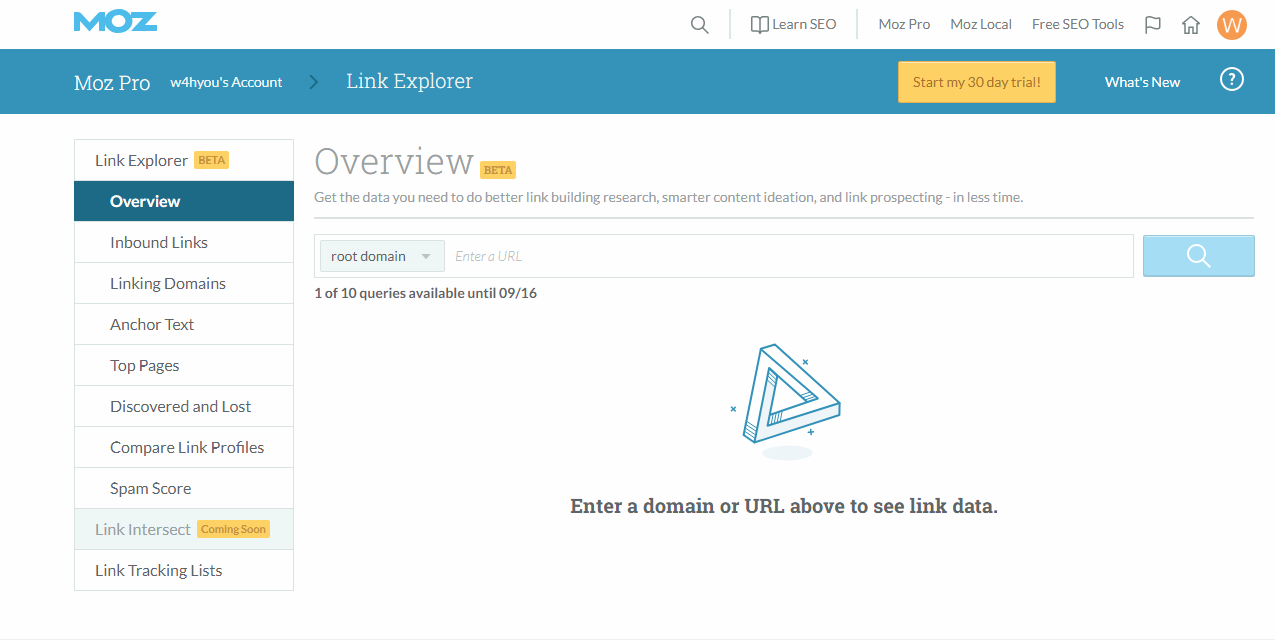 MOZ
Learn SEO Moz Pro Moz Local Free SEO Tools W
Moz Pro w4hyou's Account Link Explorer Start my 30 day trial! What's New ?
Link Explorer BETA
Overview
Inbound Links
Linking Domains
Anchor Text
Top Pages
Discovered and Lost
Compare Link Profiles
Spam Score
Link Intersect Coming Soon
Link Tracking Lists
Overview BETA
Get the data you need to do better link building research, smarter content ideation, and link prospecting - in less time.
root domain Enter a URL
1 of 10 queries available until 09/16
Enter a domain or URL above to see link data.